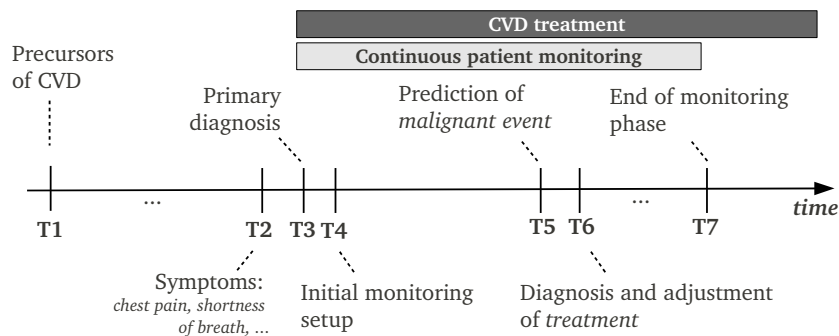 CVD treatment
Continuous patient monitoring
Precursors
of CVD
Primary
diagnosis
Prediction of
malignant event
End of monitoring
phase
...
...
time
T1
T2
T3
T4
T5
T6
T7
Symptoms:
chest pain, shortness
of breath, ...
Initial monitoring
setup
Diagnosis and adjustment
of treatment